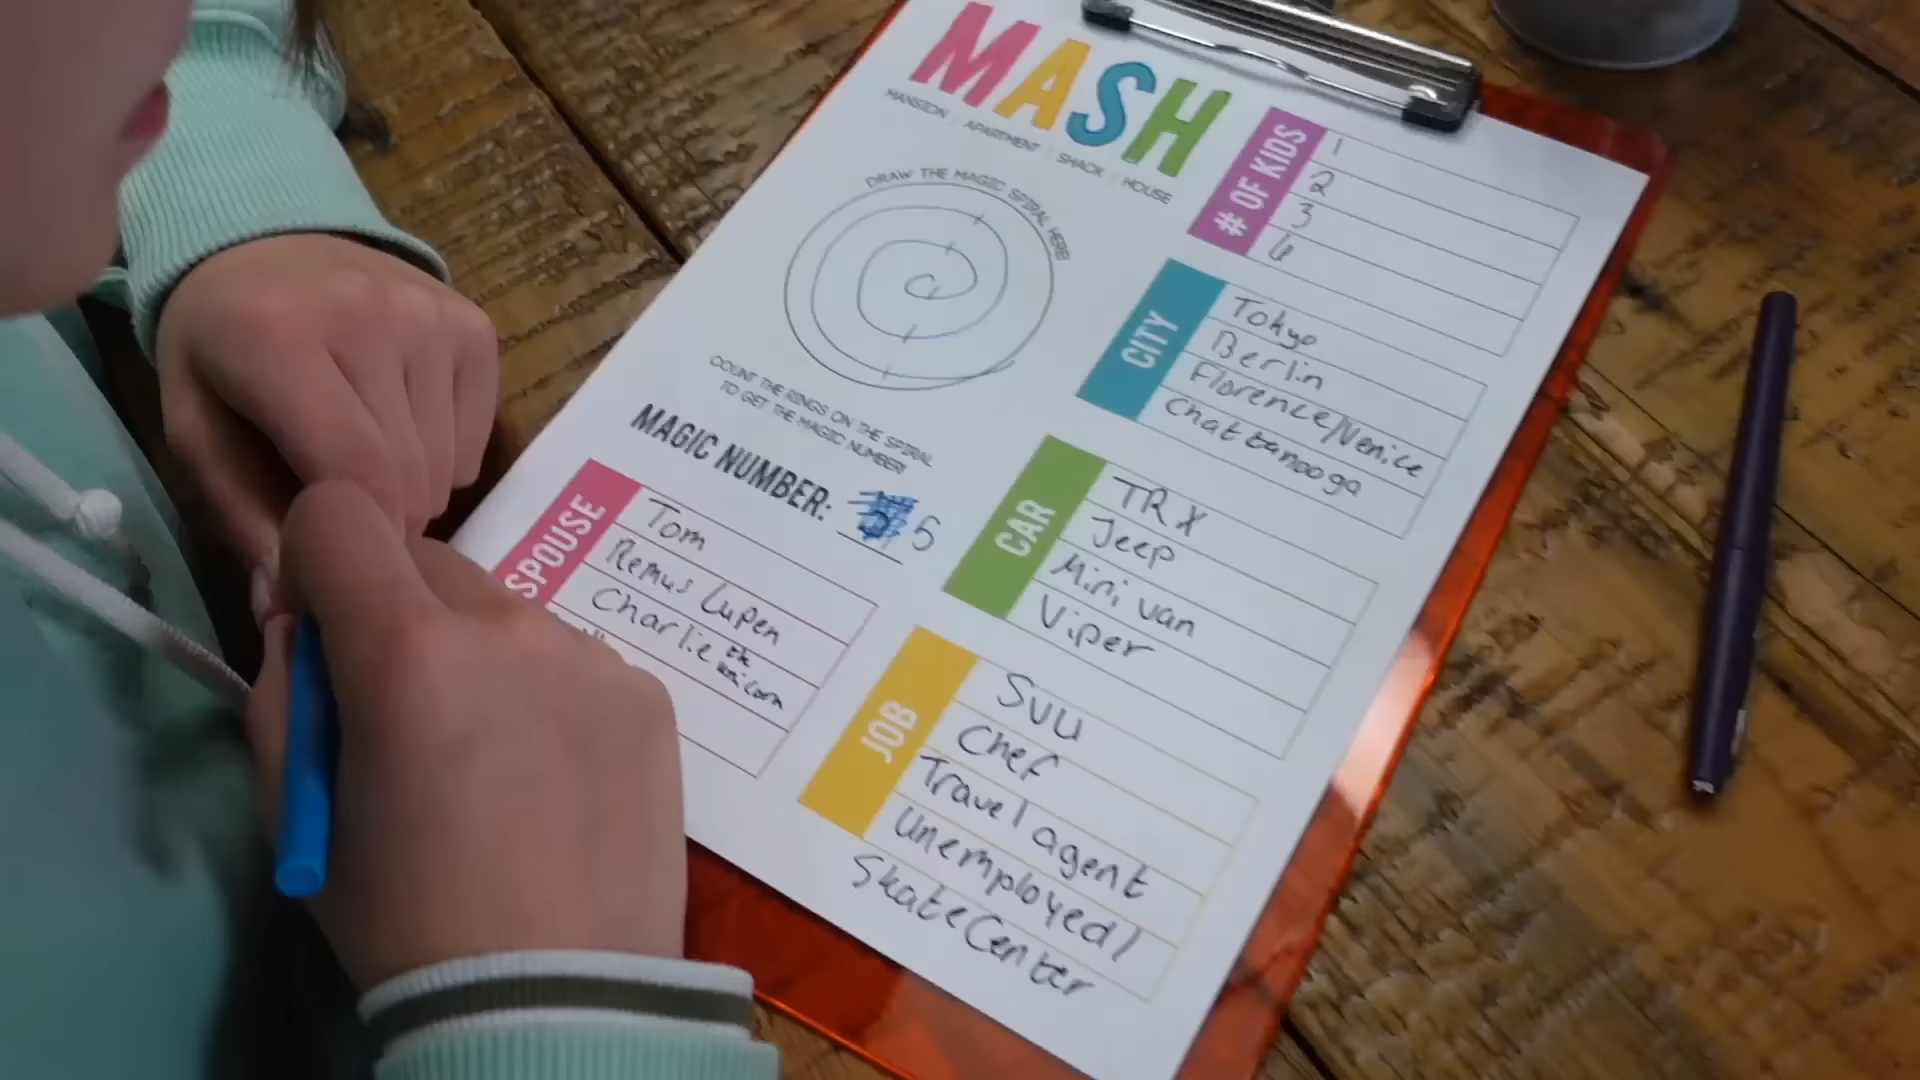 MASH
MANSION | APARTMENT | SHACK | HOUSE
DRAW THE MAGIC SPIRAL HERE
COUNT THE RINGS ON THE SPIRAL
TO GET THE MAGIC NUMBER!
MAGIC NUMBER: 5
SPOUSE
Tom
Remus Lupen
Charlie the unicorn
# OF KIDS
1
2
3
6
CITY
Tokyo
Berlin
Florence/Venice
Chattanooga
CAR
TRX
Jeep
Mini van
Viper
JOB
SVU
Chef
Travel agent
Unemployed/
Skate Center